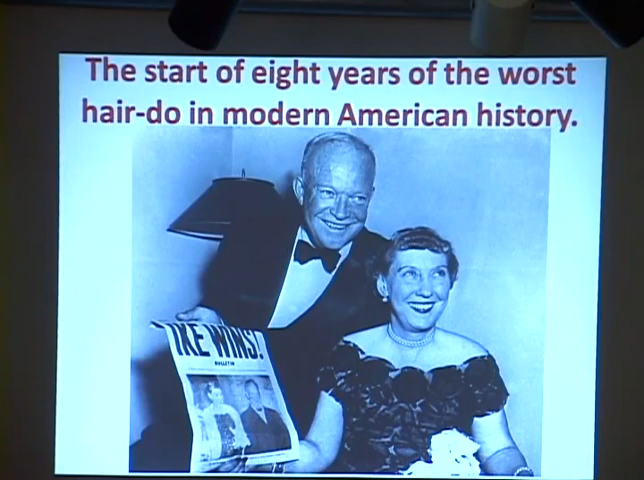 The start of eight years of the worst
hair-do in modern American history.
IKE WINS!
BULLETIN